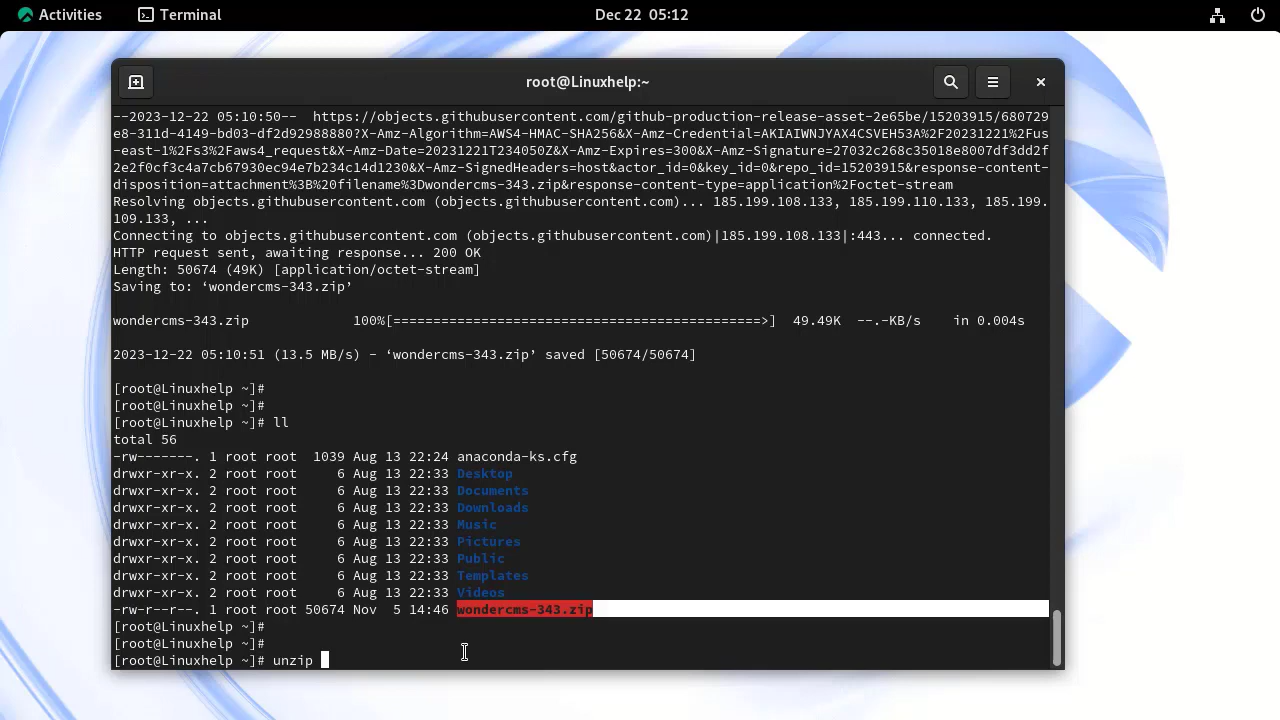 Activities
Terminal
Dec 22 05:12
root@Linuxhelp:~
--2023-12-22 05:10:50-- https://objects.githubusercontent.com/github-production-release-asset-2e65be/15203915/680729
e8-311d-4149-bd03-df2d92988880?X-Amz-Algorithm=AWS4-HMAC-SHA256&X-Amz-Credential=AKIAIWNJYAX4CSVEH53A%2F20231221%2Fus
-east-1%2Fs3%2Faws4_request&X-Amz-Date=20231221T234050Z&X-Amz-Expires=300&X-Amz-Signature=27032c268c35018e8007df3dd2f
2e2f0cf3c4a7cb67930ec94e7b234c14d1230&X-Amz-SignedHeaders=host&actor_id=0&key_id=0&repo_id=15203915&response-content-
disposition=attachment%3B%20filename%3Dwondercms-343.zip&response-content-type=application%2Foctet-stream
Resolving objects.githubusercontent.com (objects.githubusercontent.com)... 185.199.108.133, 185.199.110.133, 185.199.
109.133, ...
Connecting to objects.githubusercontent.com (objects.githubusercontent.com)|185.199.108.133|:443... connected.
HTTP request sent, awaiting response... 200 OK
Length: 50674 (49K) [application/octet-stream]
Saving to: ‘wondercms-343.zip’
wondercms-343.zip 100%[==============================================>] 49.49K --.-KB/s in 0.004s
2023-12-22 05:10:51 (13.5 MB/s) - ‘wondercms-343.zip’ saved [50674/50674]
[root@Linuxhelp ~]#
[root@Linuxhelp ~]#
[root@Linuxhelp ~]# ll
total 56
-rw-------. 1 root root 1039 Aug 13 22:24 anaconda-ks.cfg
drwxr-xr-x. 2 root root 6 Aug 13 22:33 Desktop
drwxr-xr-x. 2 root root 6 Aug 13 22:33 Documents
drwxr-xr-x. 2 root root 6 Aug 13 22:33 Downloads
drwxr-xr-x. 2 root root 6 Aug 13 22:33 Music
drwxr-xr-x. 2 root root 6 Aug 13 22:33 Pictures
drwxr-xr-x. 2 root root 6 Aug 13 22:33 Public
drwxr-xr-x. 2 root root 6 Aug 13 22:33 Templates
drwxr-xr-x. 2 root root 6 Aug 13 22:33 Videos
-rw-r--r--. 1 root root 50674 Nov 5 14:46 wondercms-343.zip
[root@Linuxhelp ~]#
[root@Linuxhelp ~]#
[root@Linuxhelp ~]# unzip